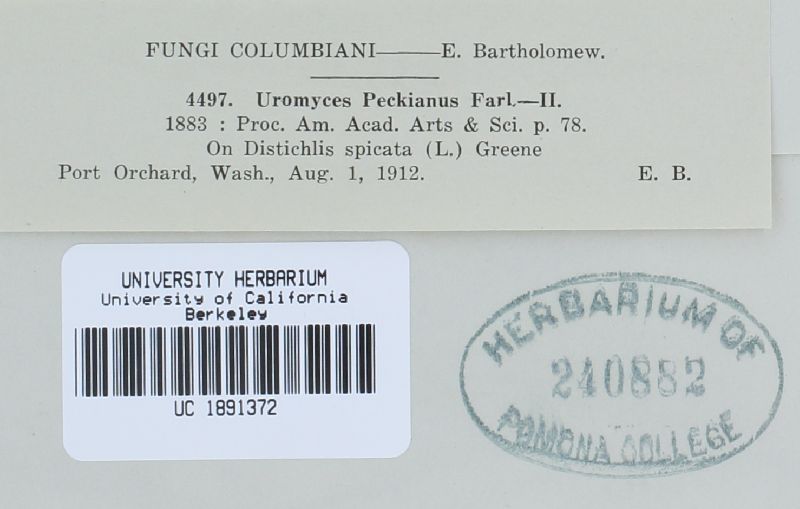 FUNGI COLUMBIANI——E. Bartholomew.
4497. Uromyces Peckianus Farl.—II.
1883 : Proc. Am. Acad. Arts & Sci. p. 78.
On Distichlis spicata (L.) Greene
Port Orchard, Wash., Aug. 1, 1912. E. B.
UNIVERSITY HERBARIUM
University of California
Berkeley
UC 1891372
HERBARIUM OF
240882
POMONA COLLEGE